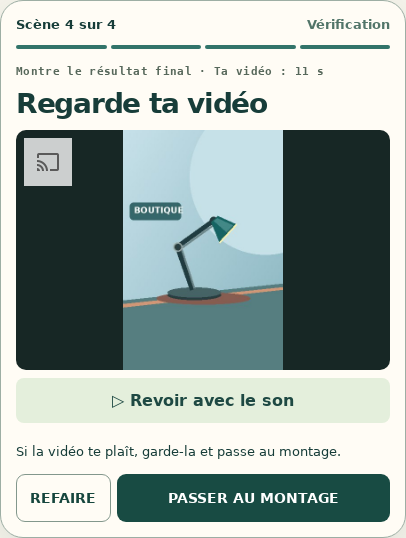 Scène 4 sur 4
Vérification
Montre le résultat final · Ta vidéo : 11 s
Regarde ta vidéo
BOUTIQUE
▷ Revoir avec le son
Si la vidéo te plaît, garde-la et passe au montage.
REFAIRE
PASSER AU MONTAGE